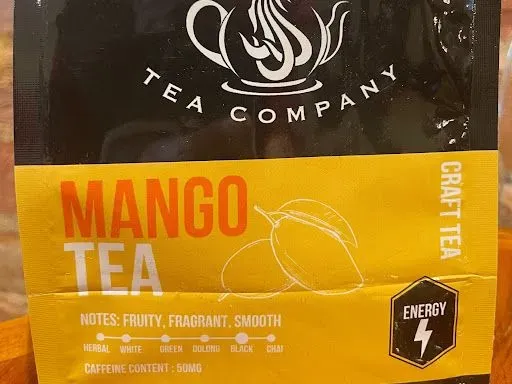 TEA COMPANY
CRAFT TEA
MANGO
TEA
NOTES: FRUITY, FRAGRANT, SMOOTH
HERBAL WHITE GREEN OOLONG BLACK CHAI
CAFFEINE CONTENT : 50MG
ENERGY